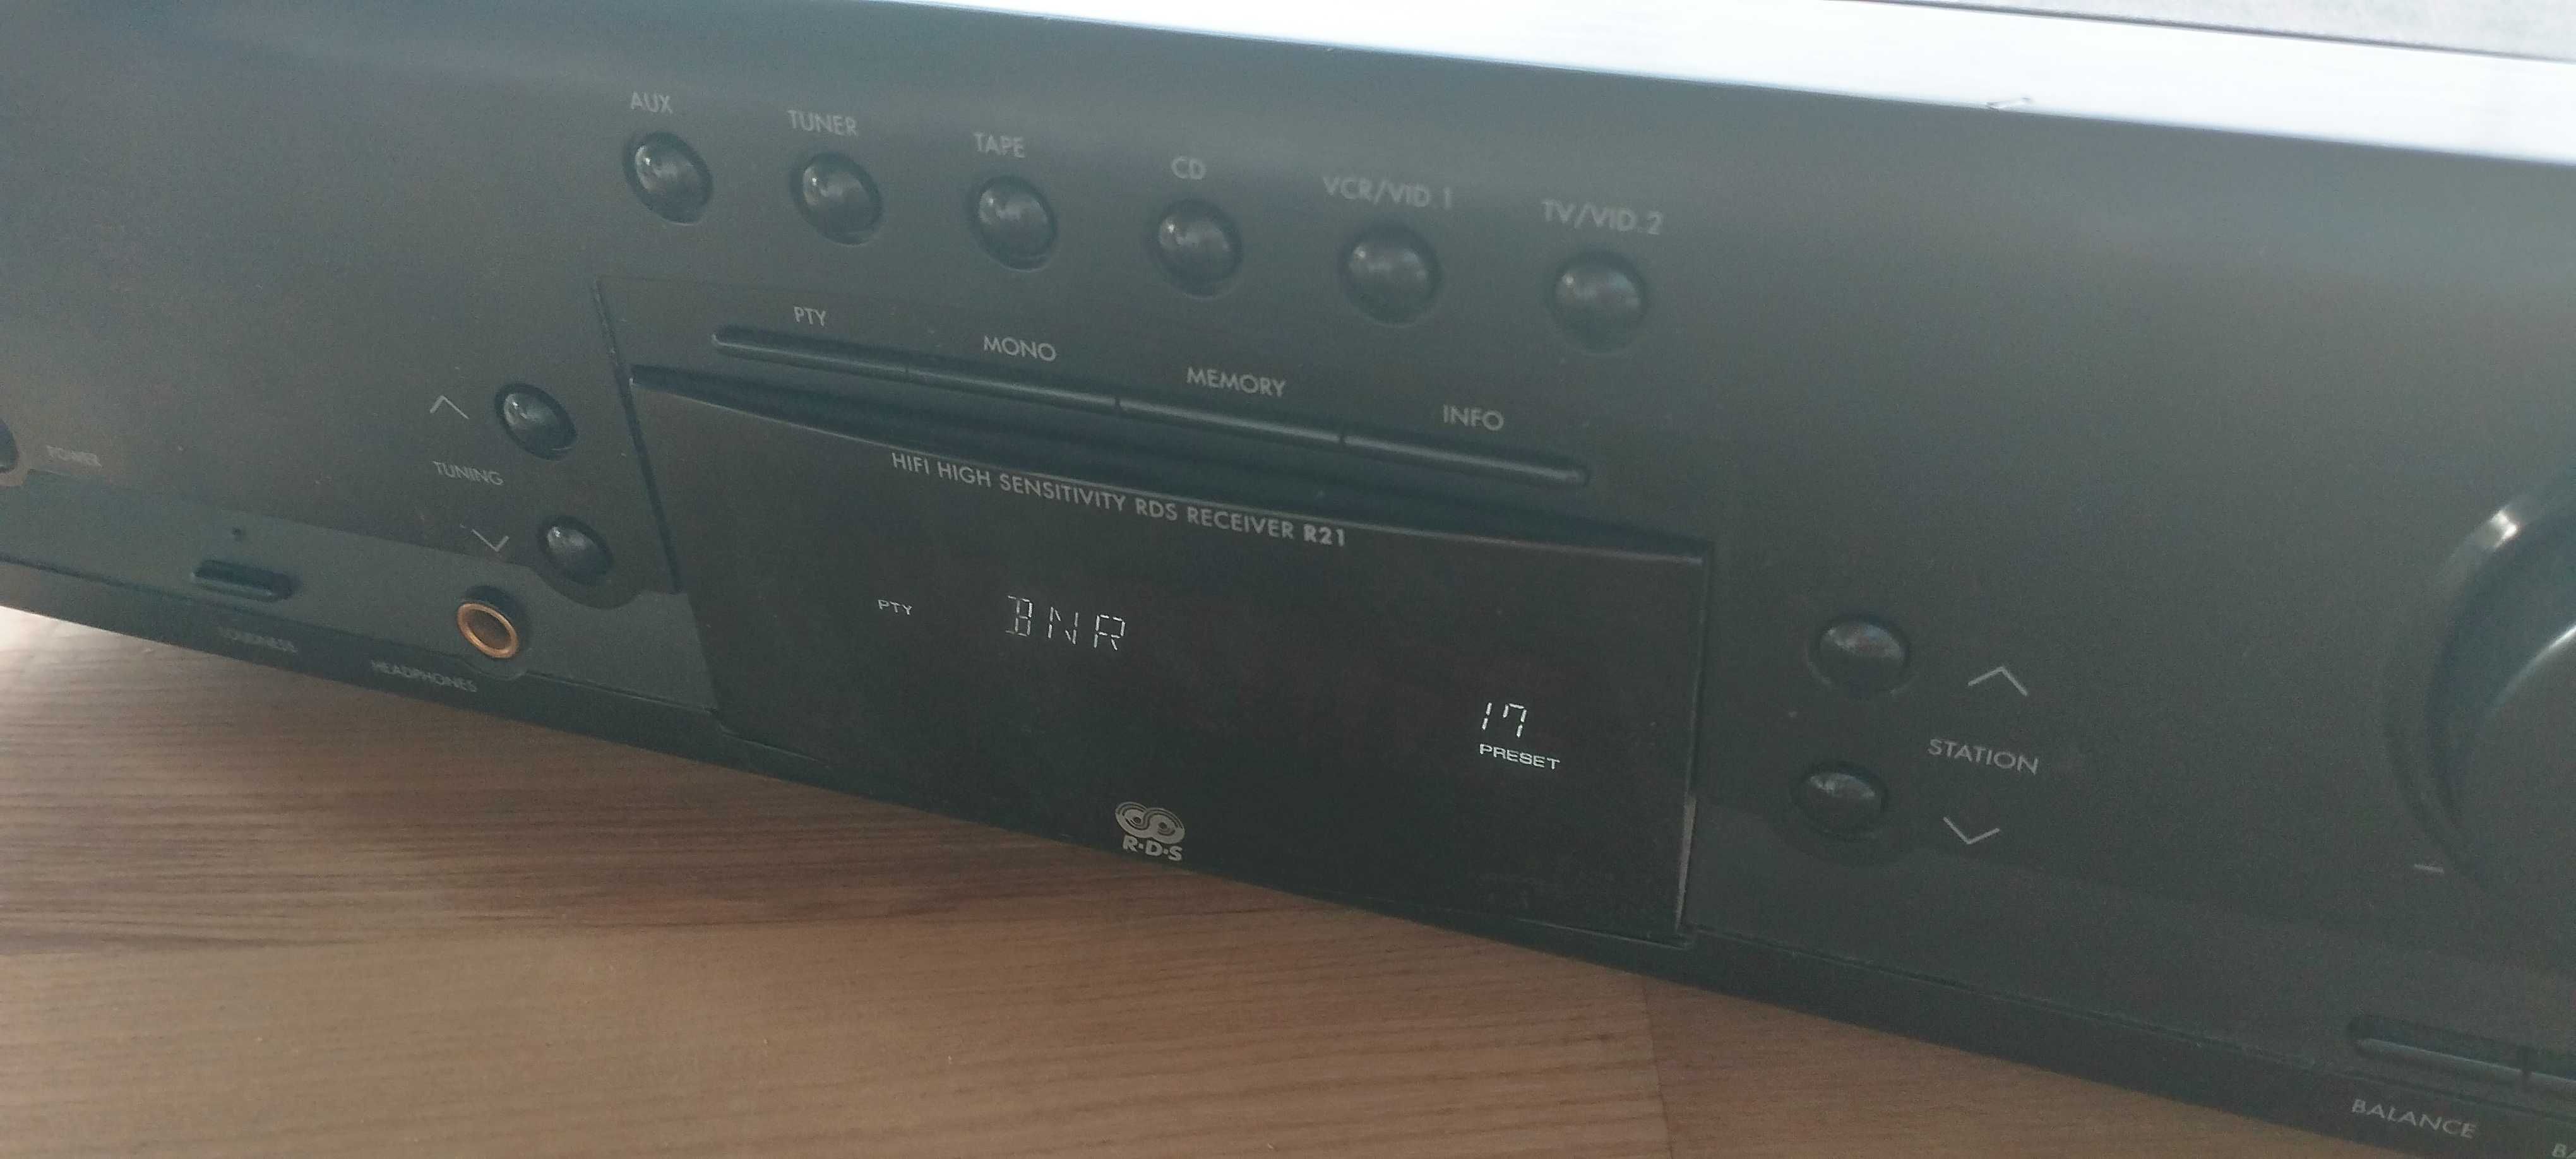 AUX
TUNER
TAPE
CD
VCR/VID.1
TV/VID.2
PTY
MONO
MEMORY
INFO
POWER
TUNING
HIFI HIGH SENSITIVITY RDS RECEIVER R21
PTY BNR
17
PRESET
LOUDNESS
HEADPHONES
STATION
R·D·S
BALANCE